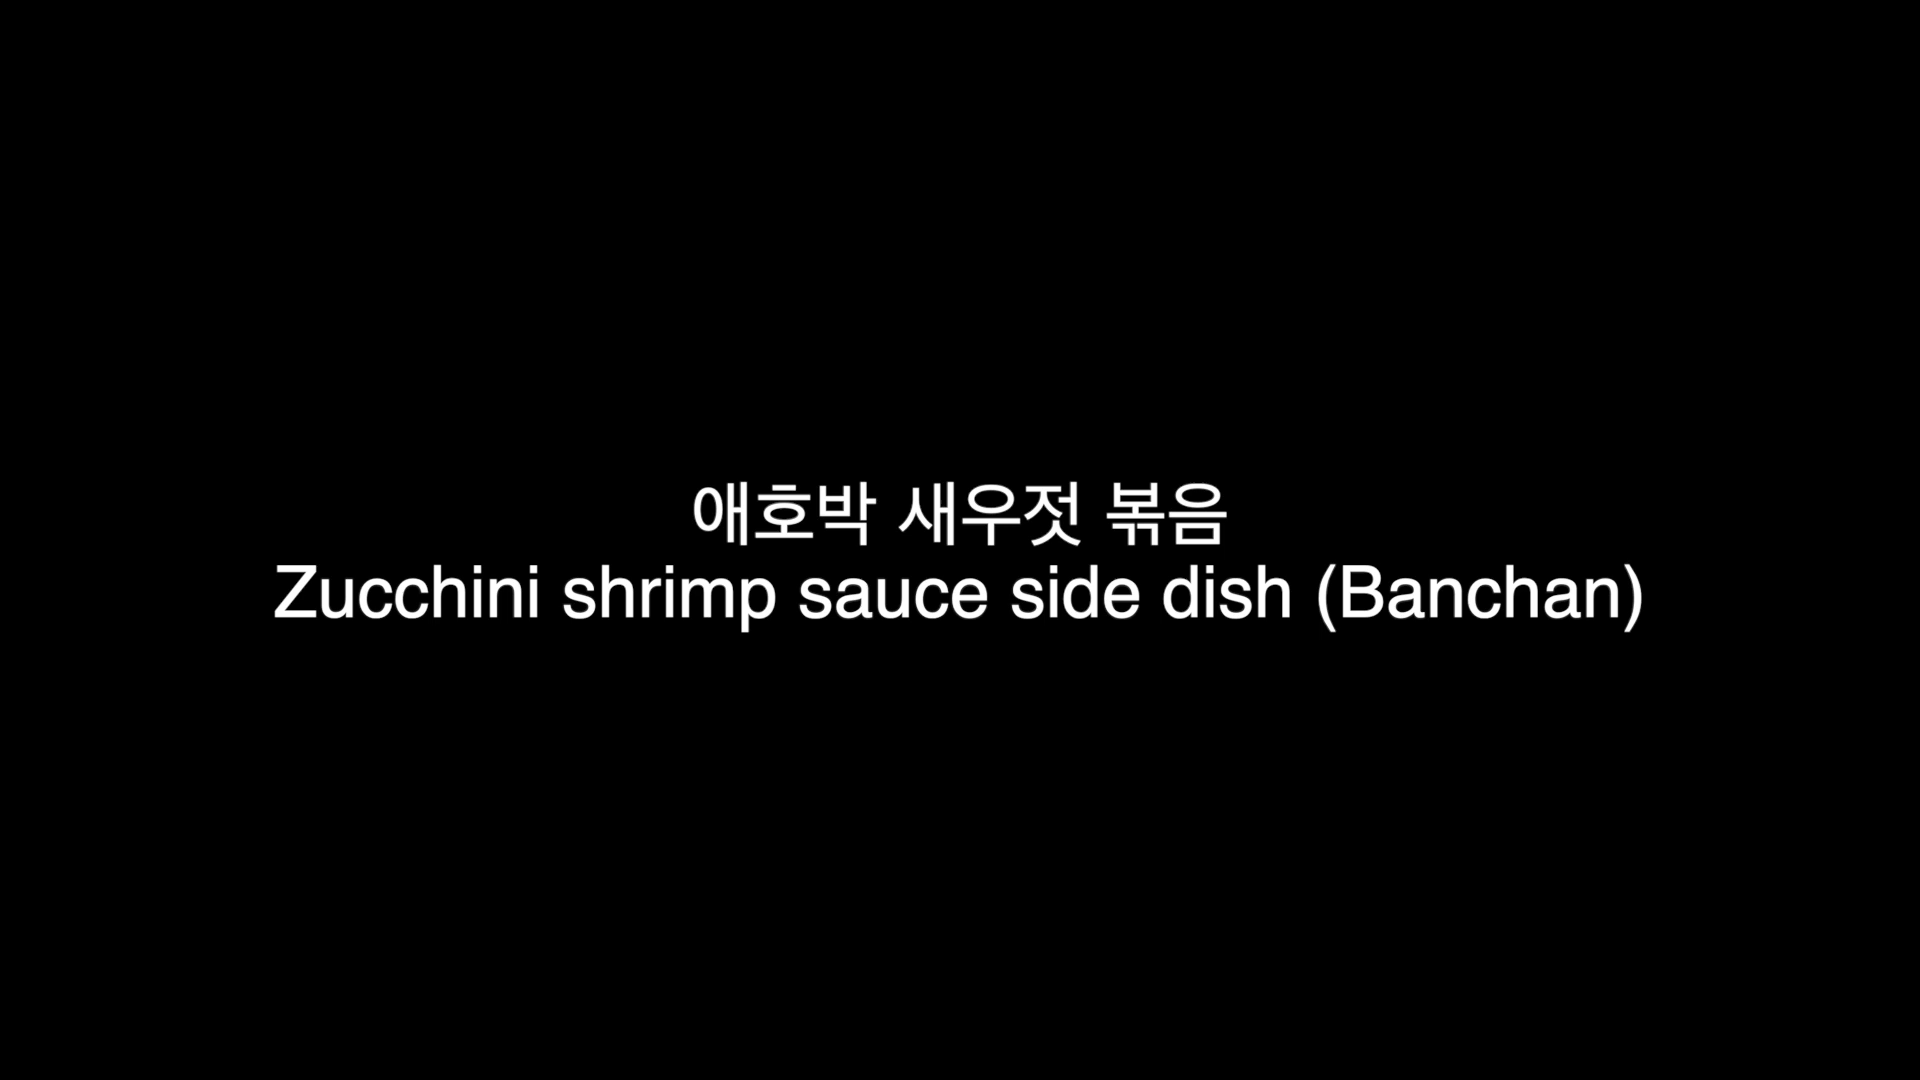 애호박 새우젓 볶음
Zucchini shrimp sauce side dish (Banchan)